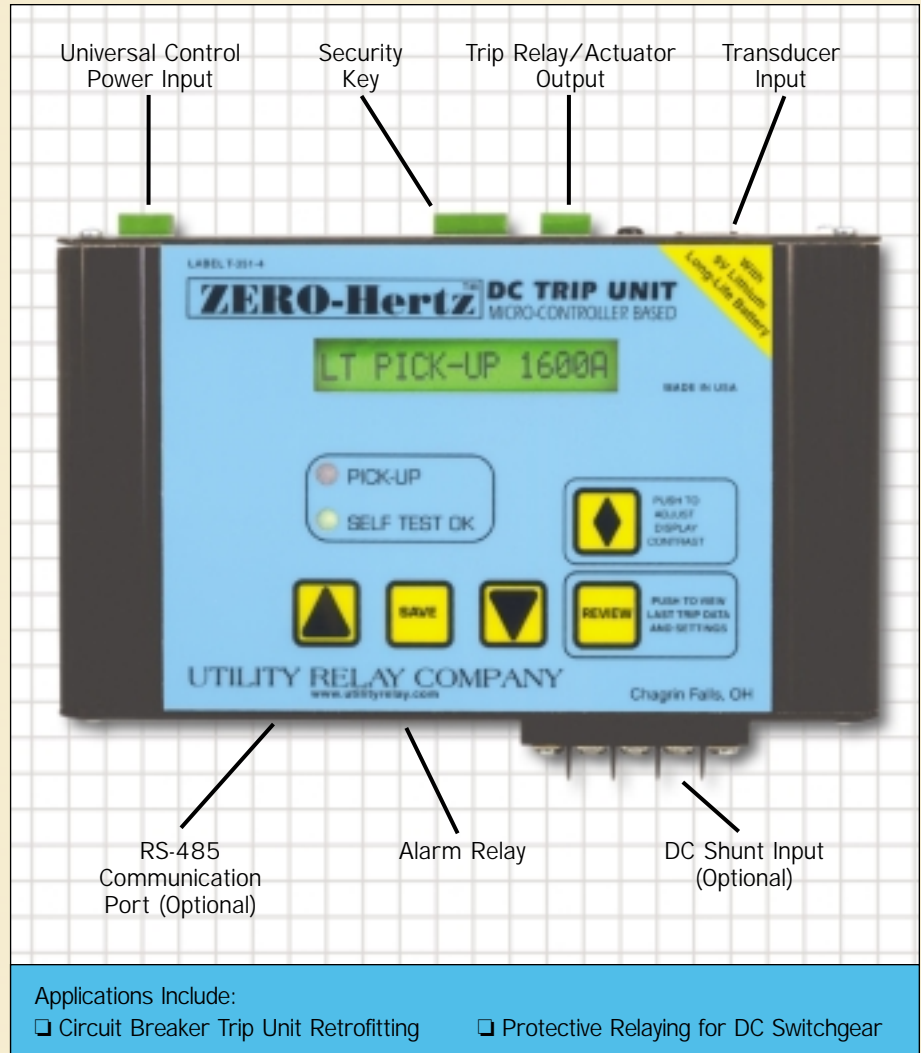 Universal Control
Power Input
Security
Key
Trip Relay/Actuator
Output
Transducer
Input
LABEL T-351-4
ZERO-Hertz™ DC TRIP UNIT
MICRO-CONTROLLER BASED
With
9V Lithium
Long-Life Battery
LT PICK-UP 1600A
MADE IN USA
PICK-UP
SELF TEST OK
PUSH TO
ADJUST
DISPLAY
CONTRAST
SAVE
REVIEW
PUSH TO VIEW
LAST TRIP DATA
AND SETTINGS
UTILITY RELAY COMPANY
www.utilityrelay.com
Chagrin Falls, OH
RS-485
Communication
Port (Optional)
Alarm Relay
DC Shunt Input
(Optional)
Applications Include:
❏ Circuit Breaker Trip Unit Retrofitting ❏ Protective Relaying for DC Switchgear